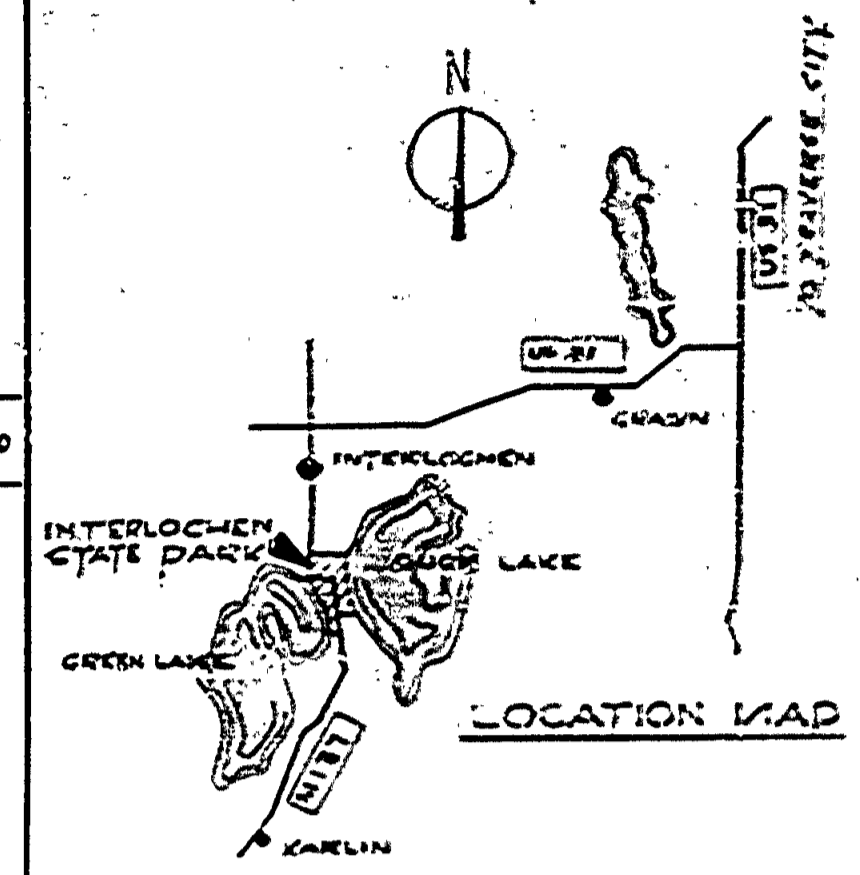 N
TO TRAVERSE CITY
US 31
US 31
GRAWN
INTERLOCHEN
INTERLOCHEN
STATE PARK
DUCK LAKE
GREEN LAKE
LOCATION MAP
M137
KARLIN